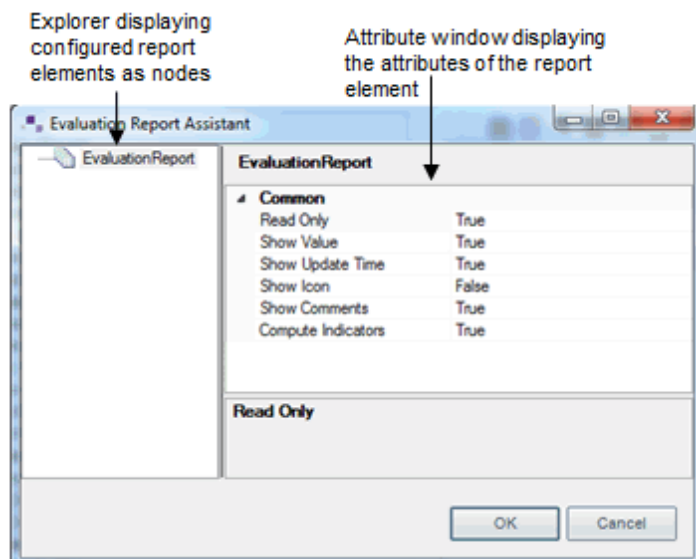 Explorer displaying
configured report
elements as nodes
Attribute window displaying
the attributes of the report
element
Evaluation Report Assistant
EvaluationReport
EvaluationReport
Common
Read Only True
Show Value True
Show Update Time True
Show Icon False
Show Comments True
Compute Indicators True
Read Only
OK Cancel